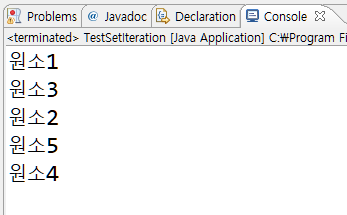 Problems @ Javadoc Declaration Console
<terminated> TestSetIteration [Java Application] C:₩Program Fi
원소1
원소3
원소2
원소5
원소4